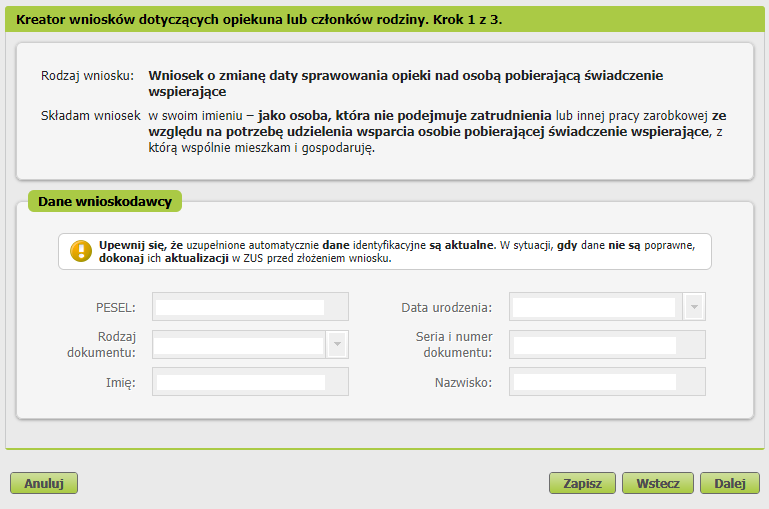 Kreator wniosków dotyczących opiekuna lub członków rodziny. Krok 1 z 3.
Rodzaj wniosku: Wniosek o zmianę daty sprawowania opieki nad osobą pobierającą świadczenie
wspierające
Składam wniosek w swoim imieniu – jako osoba, która nie podejmuje zatrudnienia lub innej pracy zarobkowej ze
względu na potrzebę udzielenia wsparcia osobie pobierającej świadczenie wspierające, z
którą wspólnie mieszkam i gospodaruję.
Dane wnioskodawcy
Upewnij się, że uzupełnione automatycznie dane identyfikacyjne są aktualne. W sytuacji, gdy dane nie są poprawne,
dokonaj ich aktualizacji w ZUS przed złożeniem wniosku.
PESEL: Data urodzenia:
Rodzaj
dokumentu:
Seria i numer
dokumentu:
Imię: Nazwisko:
Anuluj Zapisz Wstecz Dalej